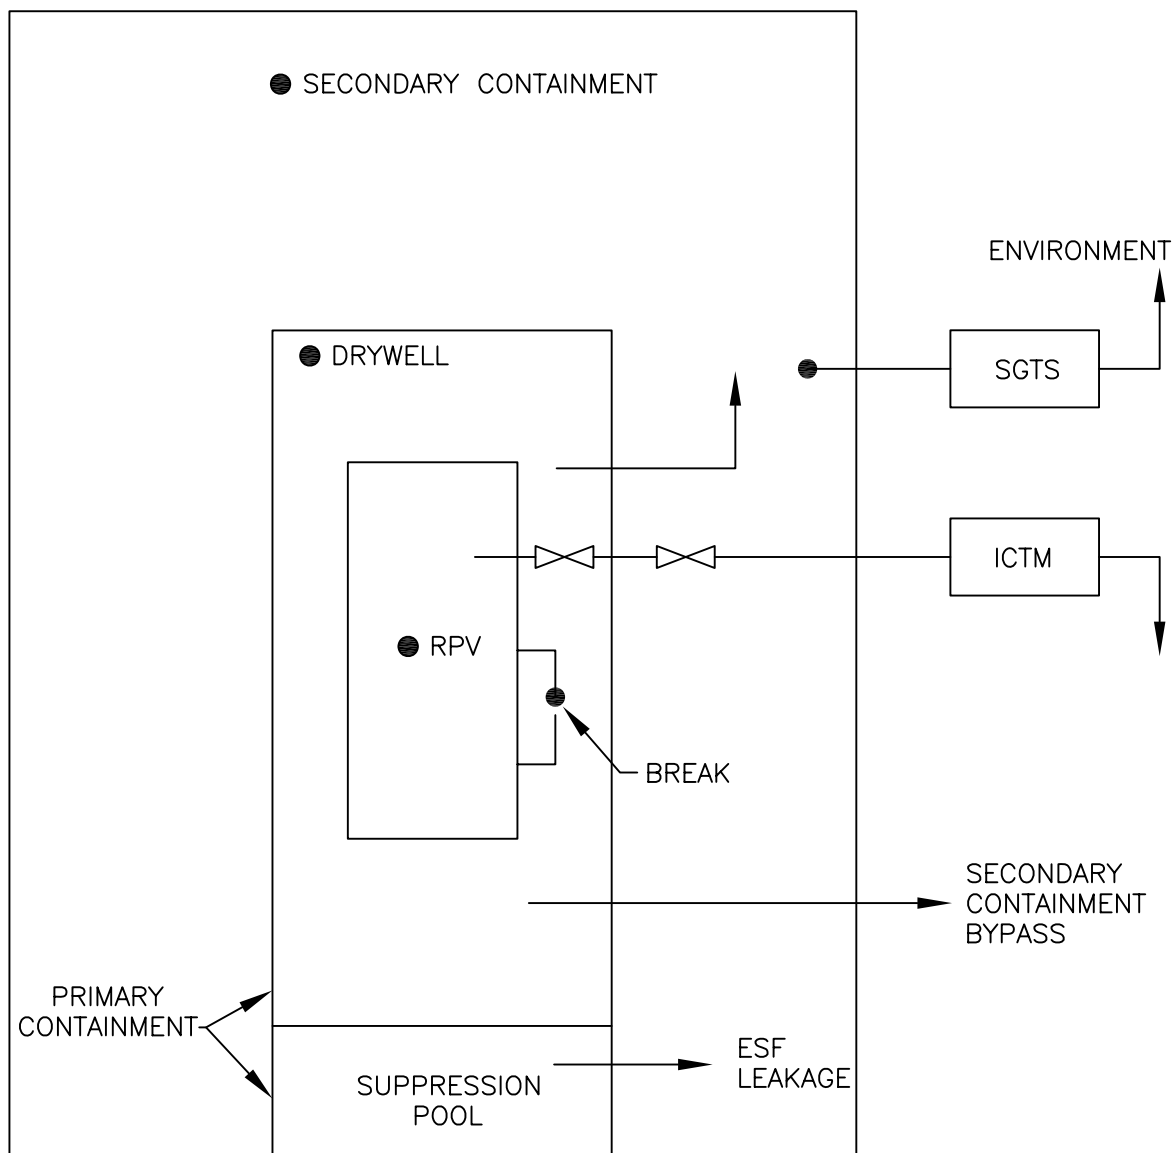 SECONDARY CONTAINMENT
ENVIRONMENT
DRYWELL
SGTS
ICTM
RPV
BREAK
SECONDARY
CONTAINMENT
BYPASS
PRIMARY
CONTAINMENT
ESF
LEAKAGE
SUPPRESSION
POOL